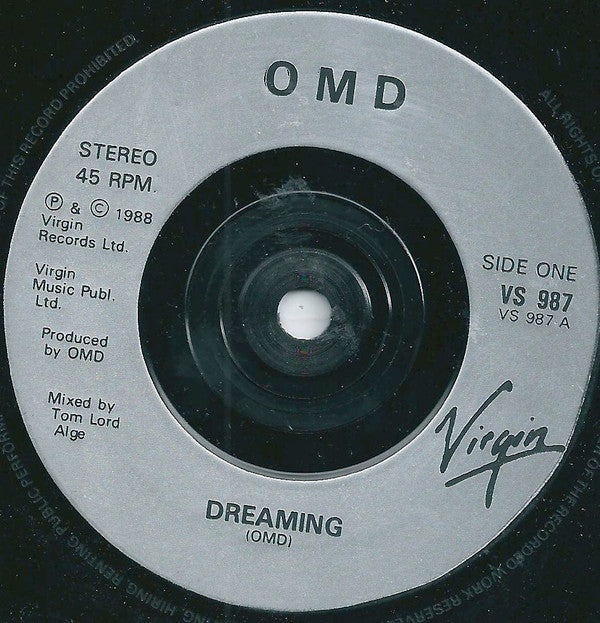 OMD
STEREO
45 RPM.
Ⓟ & © 1988
Virgin
Records Ltd.
Virgin
Music Publ.
Ltd.
Produced
by OMD
Mixed by
Tom Lord
Alge
SIDE ONE
VS 987
VS 987 A
Virgin
DREAMING
(OMD)
ALL RIGHTS OF
OF THE RECORDED WORK RESERVED
HIRING, RENTING, PUBLIC PERFORM
OF THIS RECORD PROHIBITED